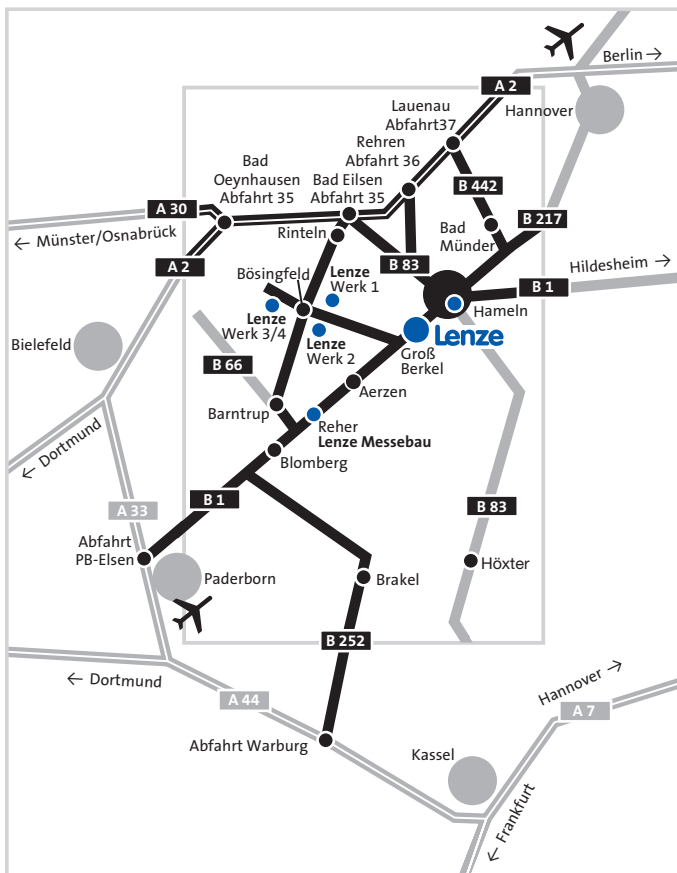 Berlin →
A 2
Lauenau
Abfahrt37
Hannover
Rehren
Abfahrt 36
Bad
Oeynhausen
Abfahrt 35
Bad Eilsen
Abfahrt 35
B 442
A 30
B 217
← Münster/Osnabrück
Rinteln
Bad
Münder
A 2
B 83
Hildesheim →
Bösingfeld
Lenze
Werk 1
B 1
Hameln
Lenze
Werk 3/4
Lenze
Werk 2
Lenze
Groß
Berkel
Bielefeld
B 66
Aerzen
Barntrup
Reher
Lenze Messebau
← Dortmund
Blomberg
B 1
A 33
B 83
Abfahrt
PB-Elsen
Höxter
Paderborn
Brakel
B 252
← Dortmund
Hannover →
A 44
A 7
Abfahrt Warburg
Kassel
← Frankfurt